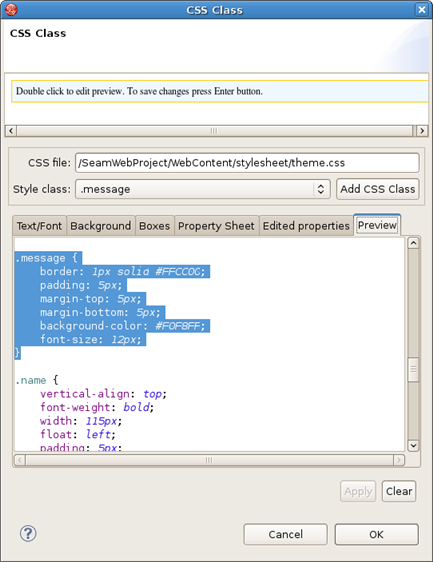 CSS Class
CSS Class
Double click to edit preview. To save changes press Enter button.
CSS file: /SeamWebProject/WebContent/stylesheet/theme.css
Style class: .message Add CSS Class
Text/Font Background Boxes Property Sheet Edited properties Preview
.message {
border: 1px solid #FFCC0C;
padding: 5px;
margin-top: 5px;
margin-bottom: 5px;
background-color: #F0F8FF;
font-size: 12px;
}
.name {
vertical-align: top;
font-weight: bold;
width: 115px;
float: left;
padding: 5px;
Apply Clear
? Cancel OK